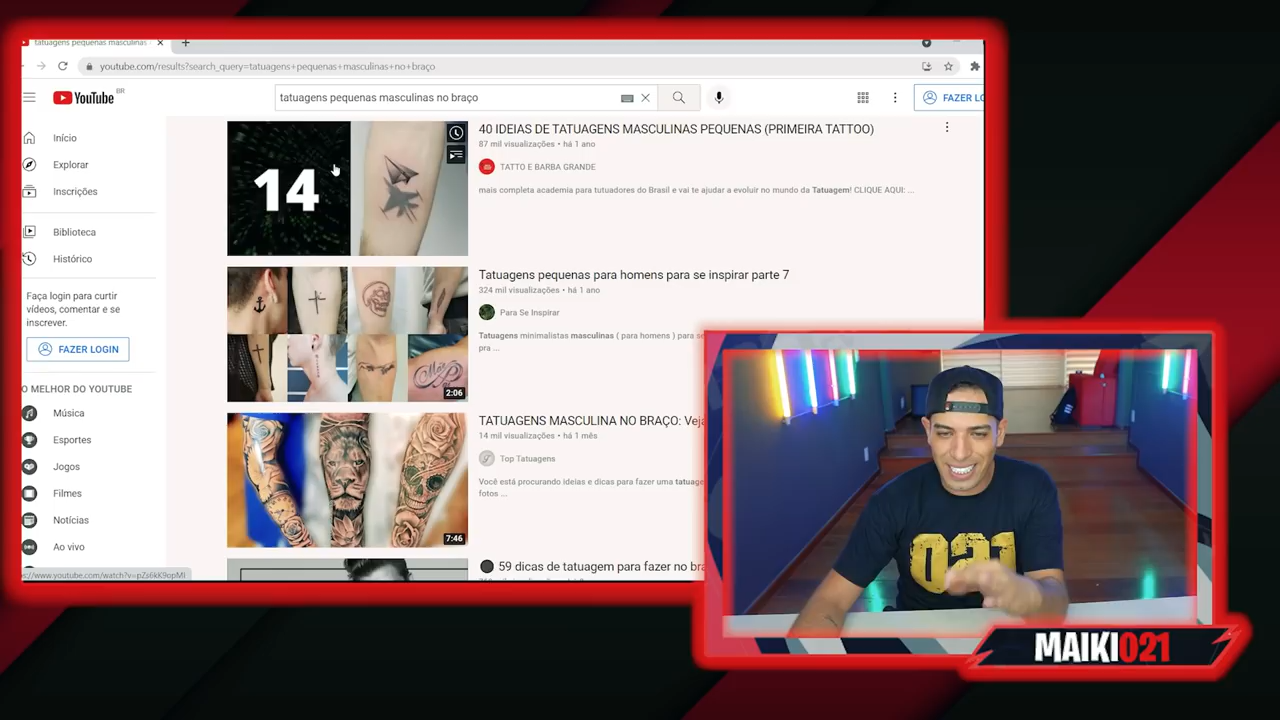 tatuagens pequenas masculinas
youtube.com/results?search_query=tatuagens+pequenas+masculinas+no+braço
YouTube BR
tatuagens pequenas masculinas no braço
FAZER LO
Início
Explorar
Inscrições
Biblioteca
Histórico
Faça login para curtir
vídeos, comentar e se
inscrever.
FAZER LOGIN
O MELHOR DO YOUTUBE
Música
Esportes
Jogos
Filmes
Notícias
Ao vivo
14
40 IDEIAS DE TATUAGENS MASCULINAS PEQUENAS (PRIMEIRA TATTOO)
87 mil visualizações • há 1 ano
TATTO E BARBA GRANDE
mais completa academia para tutuadores do Brasil e vai te ajudar a evoluir no mundo da Tatuagem! CLIQUE AQUI: ...
2:06
Tatuagens pequenas para homens para se inspirar parte 7
324 mil visualizações • há 1 ano
Para Se Inspirar
Tatuagens minimalistas masculinas ( para homens ) para se
pra ...
7:46
TATUAGENS MASCULINA NO BRAÇO: Veja
14 mil visualizações • há 1 mês
Top Tatuagens
Você está procurando ideias e dicas para fazer uma tatuage
fotos ...
59 dicas de tatuagem para fazer no bra
s://www.youtube.com/watch?v=pZs6kK9opMI
021
MAIKI021